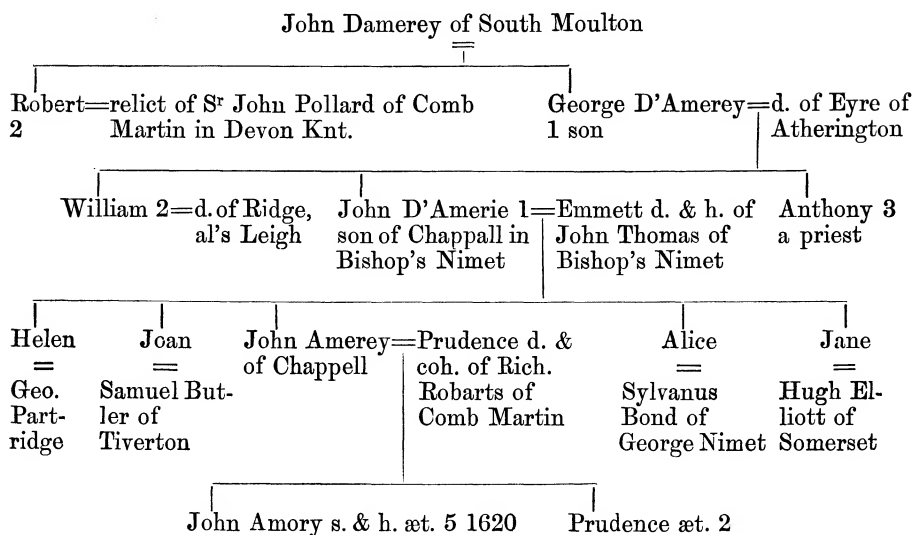 John Damerey of South Moulton
=
Robert=relict of Sʳ John Pollard of Comb
2 Martin in Devon Knt.
George D'Amerey=d. of Eyre of
1 son Atherington
William 2=d. of Ridge,
al's Leigh
John D'Amerie 1=Emmett d. & h. of
son of Chappall in John Thomas of
Bishop's Nimet Bishop's Nimet
Anthony 3
a priest
Helen
=
Geo.
Part-
ridge
Joan
=
Samuel But-
ler of
Tiverton
John Amerey=Prudence d. &
of Chappell coh. of Rich.
Robarts of
Comb Martin
Alice
=
Sylvanus
Bond of
George Nimet
Jane
=
Hugh El-
liott of
Somerset
John Amory s. & h. æt. 5 1620
Prudence æt. 2